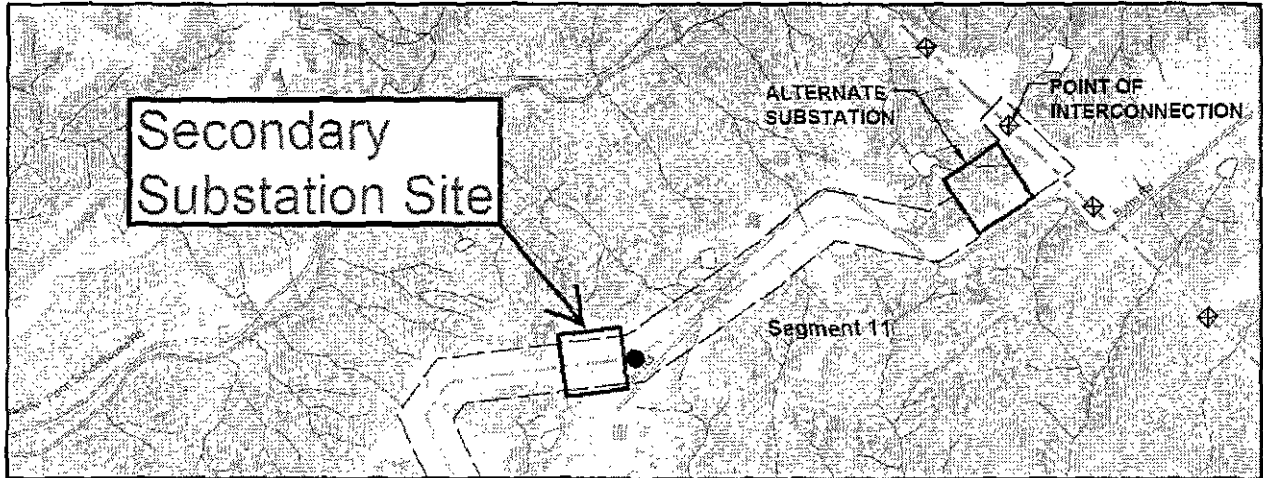 Secondary
Substation Site
ALTERNATE
SUBSTATION
POINT OF
INTERCONNECTION
Segment 11